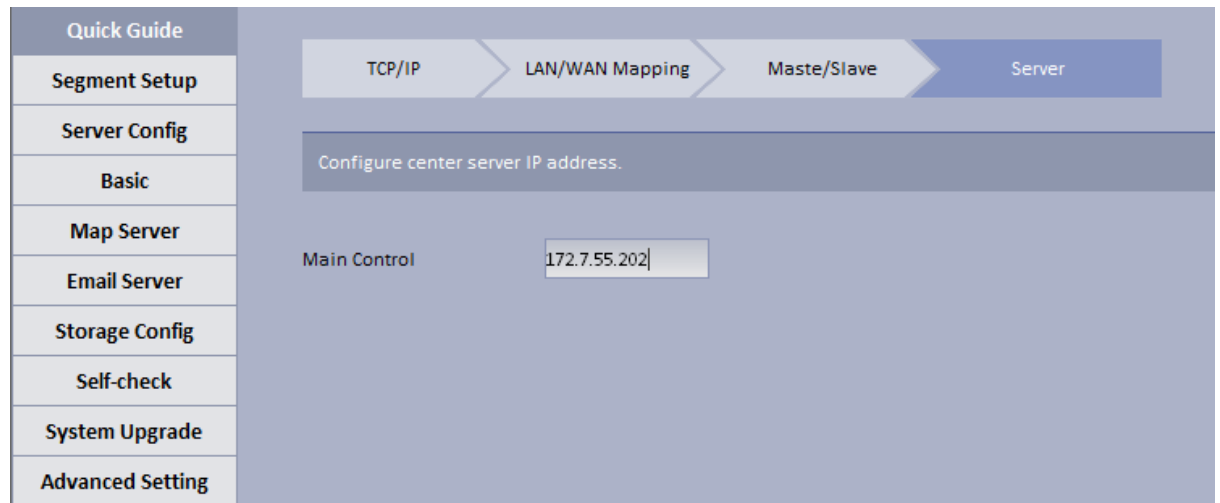 Quick Guide
Segment Setup
Server Config
Basic
Map Server
Email Server
Storage Config
Self-check
System Upgrade
Advanced Setting
TCP/IP
LAN/WAN Mapping
Maste/Slave
Server
Configure center server IP address.
Main Control
172.7.55.202